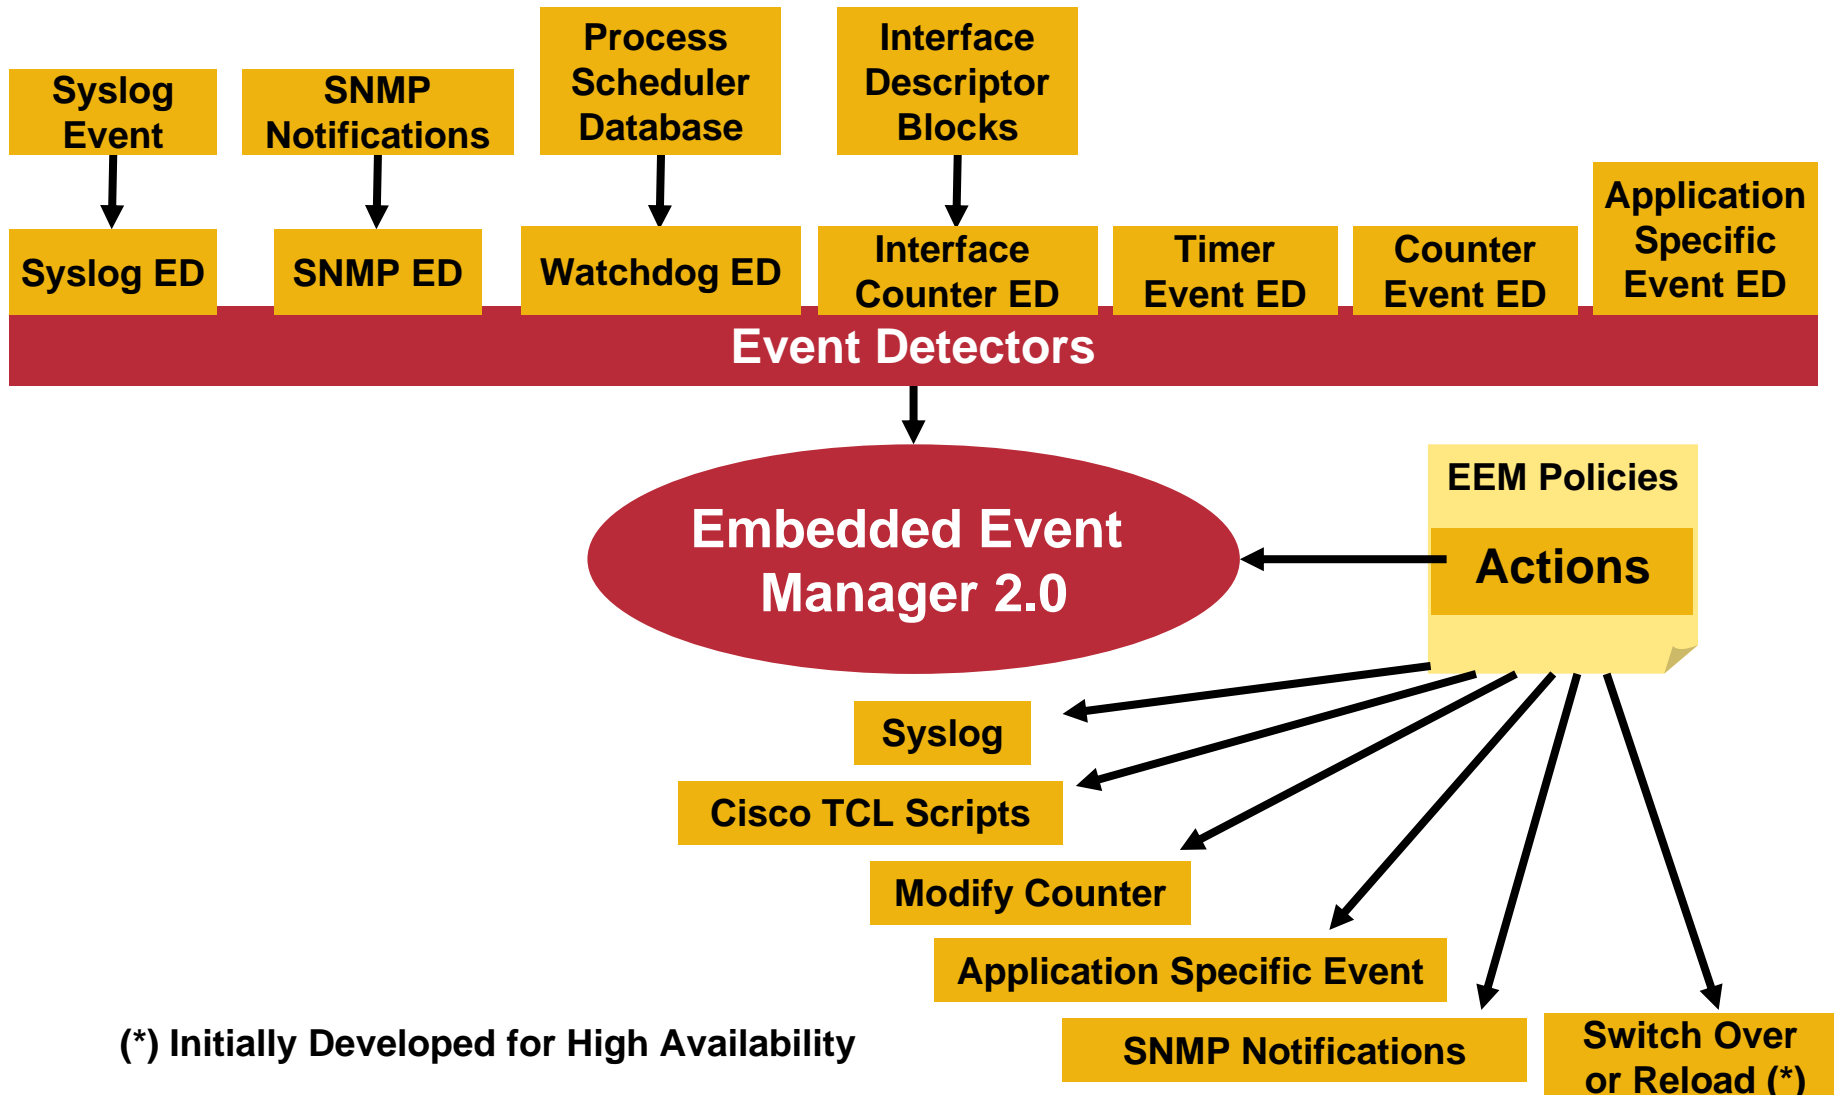 Syslog
Event
SNMP
Notifications
Process
Scheduler
Database
Interface
Descriptor
Blocks
Syslog ED
SNMP ED
Watchdog ED
Interface
Counter ED
Timer
Event ED
Counter
Event ED
Application
Specific
Event ED
Event Detectors
Embedded Event
Manager 2.0
EEM Policies
Actions
Syslog
Cisco TCL Scripts
Modify Counter
Application Specific Event
SNMP Notifications
Switch Over
or Reload (*)
(*) Initially Developed for High Availability